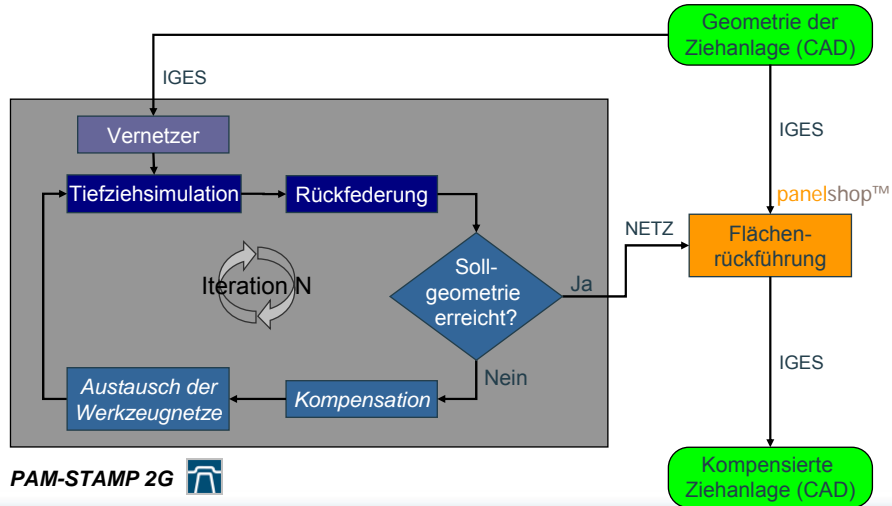 Geometrie der
Ziehanlage (CAD)
IGES
IGES
Vernetzer
Tiefziehsimulation
Rückfederung
panelshop™
NETZ
Flächen-
rückführung
Soll-
geometrie
erreicht?
Ja
Iteration N
Nein
IGES
Austausch der
Werkzeugnetze
Kompensation
PAM-STAMP 2G
Kompensierte
Ziehanlage (CAD)